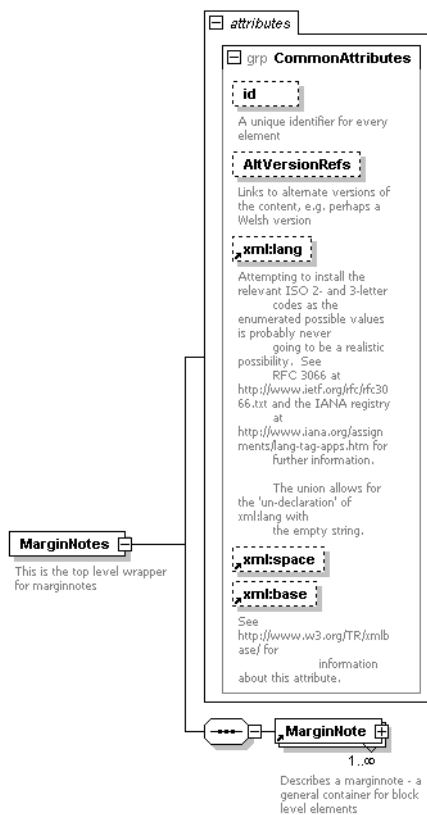 attributes
grp CommonAttributes
id
A unique identifier for every
element
AltVersionRefs
Links to alternate versions of
the content, e.g. perhaps a
Welsh version
xml:lang
Attempting to install the
relevant ISO 2- and 3-letter
codes as the
enumerated possible values
is probably never
going to be a realistic
possibility. See
RFC 3066 at
http://www.ietf.org/rfc/rfc30
66.txt and the IANA registry
at
http://www.iana.org/assign
ments/lang-tag-apps.htm for
further information.
The union allows for
the 'un-declaration' of
xml:lang with
the empty string.
xml:space
xml:base
See
http://www.w3.org/TR/xmlb
ase/ for
information
about this attribute.
MarginNotes
This is the top level wrapper
for marginnotes
MarginNote
1..∞
Describes a marginnote - a
general container for block
level elements